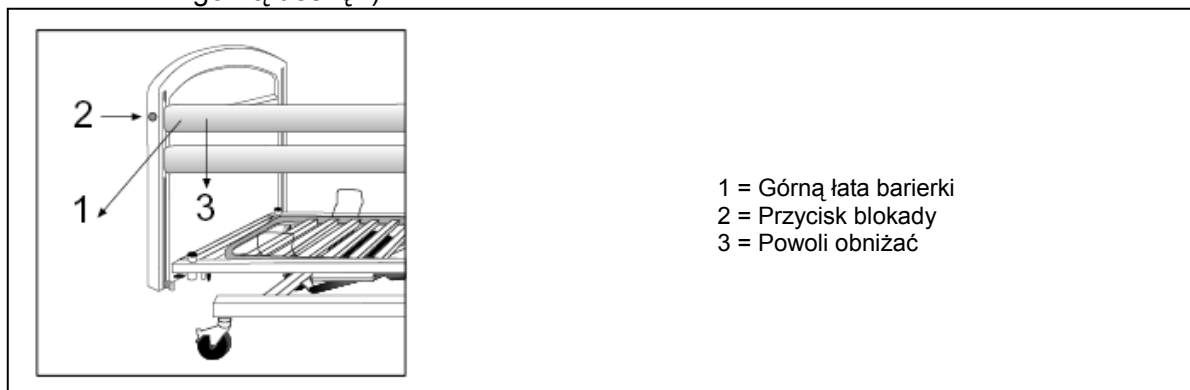 2
1
3
1 = Górną łata barierki
2 = Przycisk blokady
3 = Powoli obniżać